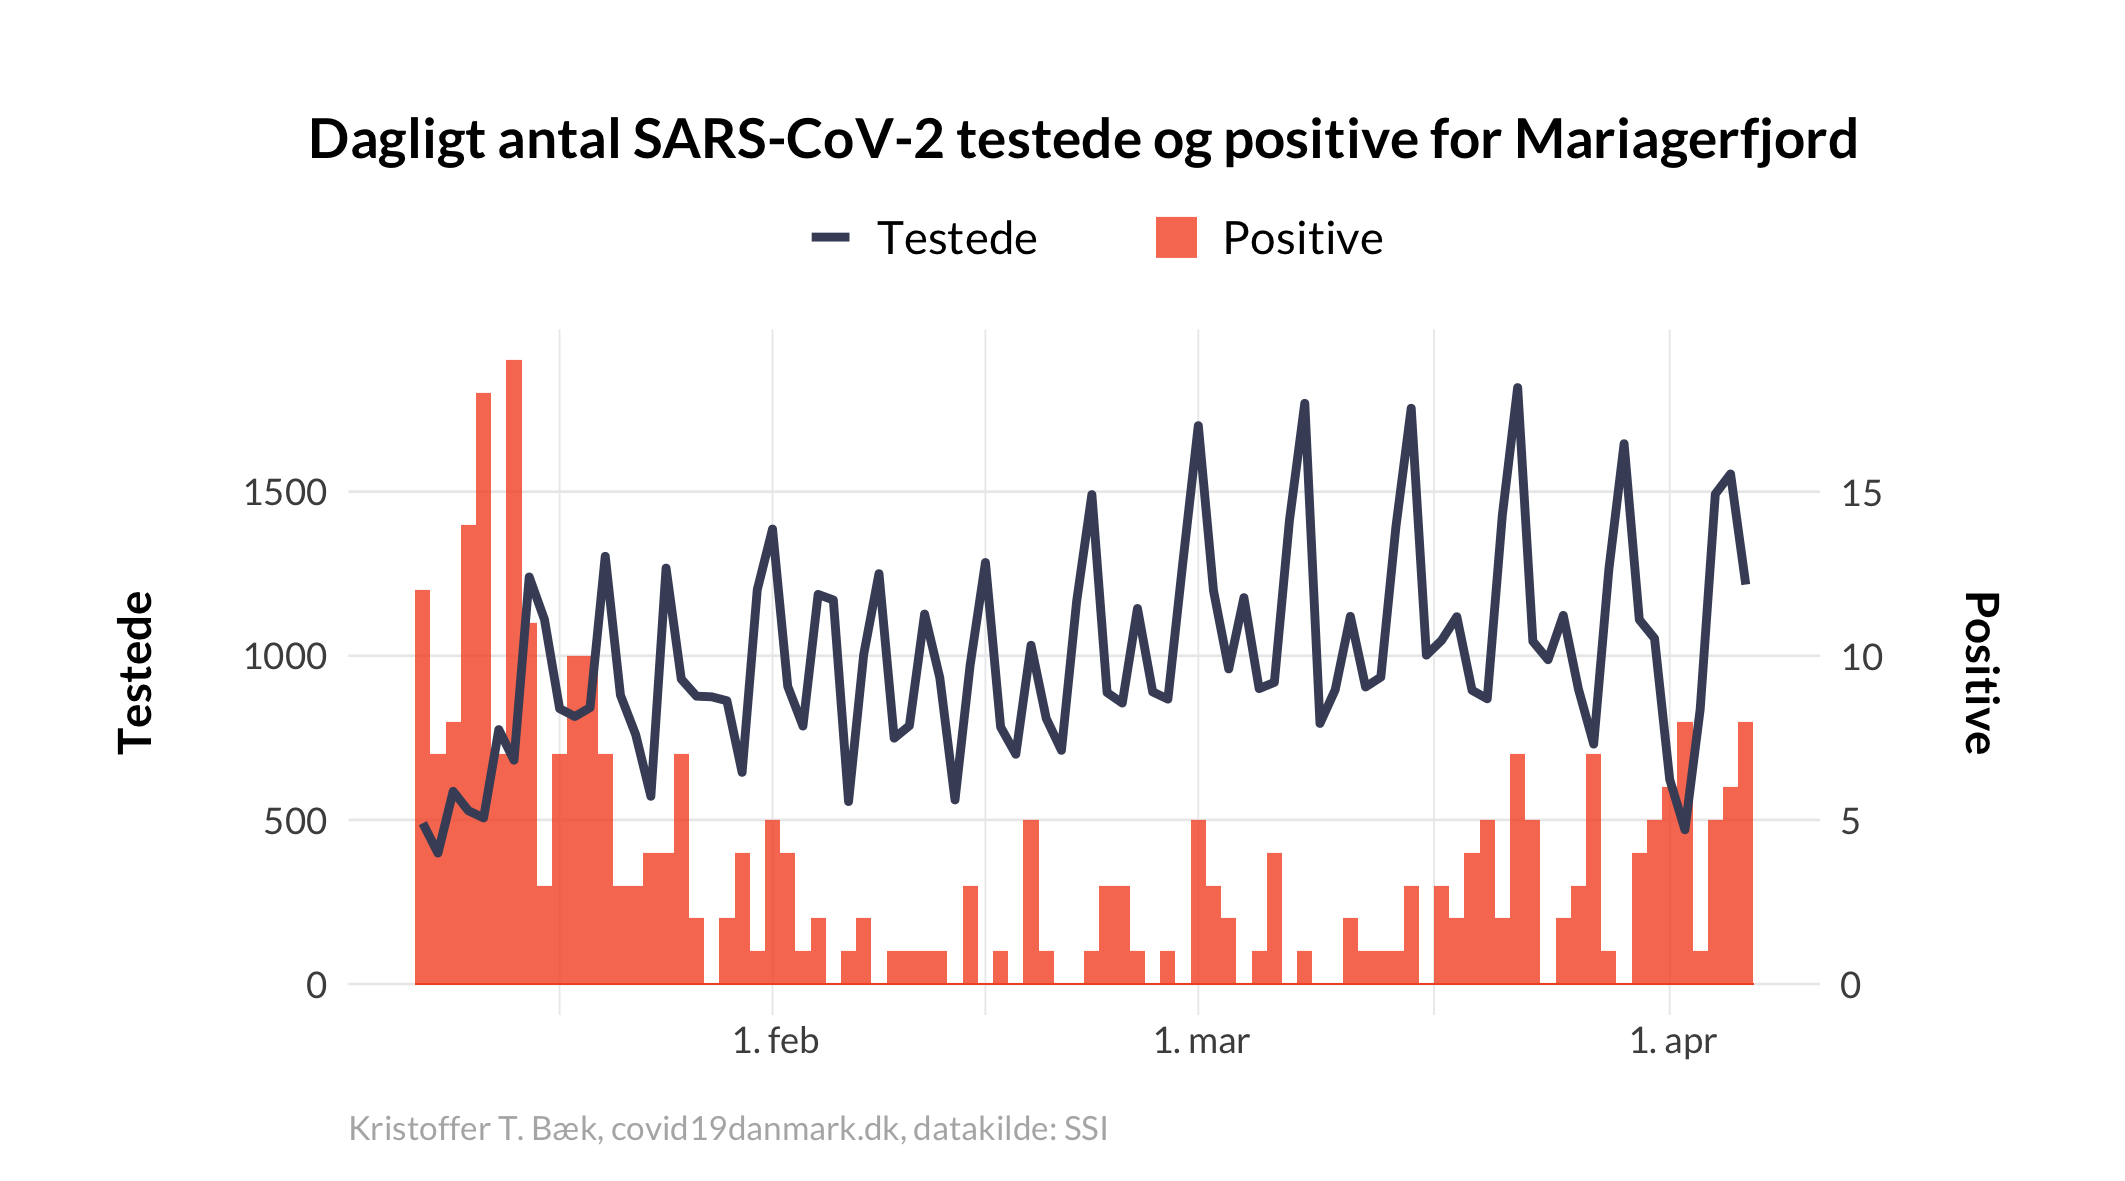 Dagligt antal SARS-CoV-2 testede og positive for Mariagerfjord
Testede
Positive
1500
1000
500
0
Testede
15
10
5
0
Positive
1. feb
1. mar
1. apr
Kristoffer T. Bæk, covid19danmark.dk, datakilde: SSI